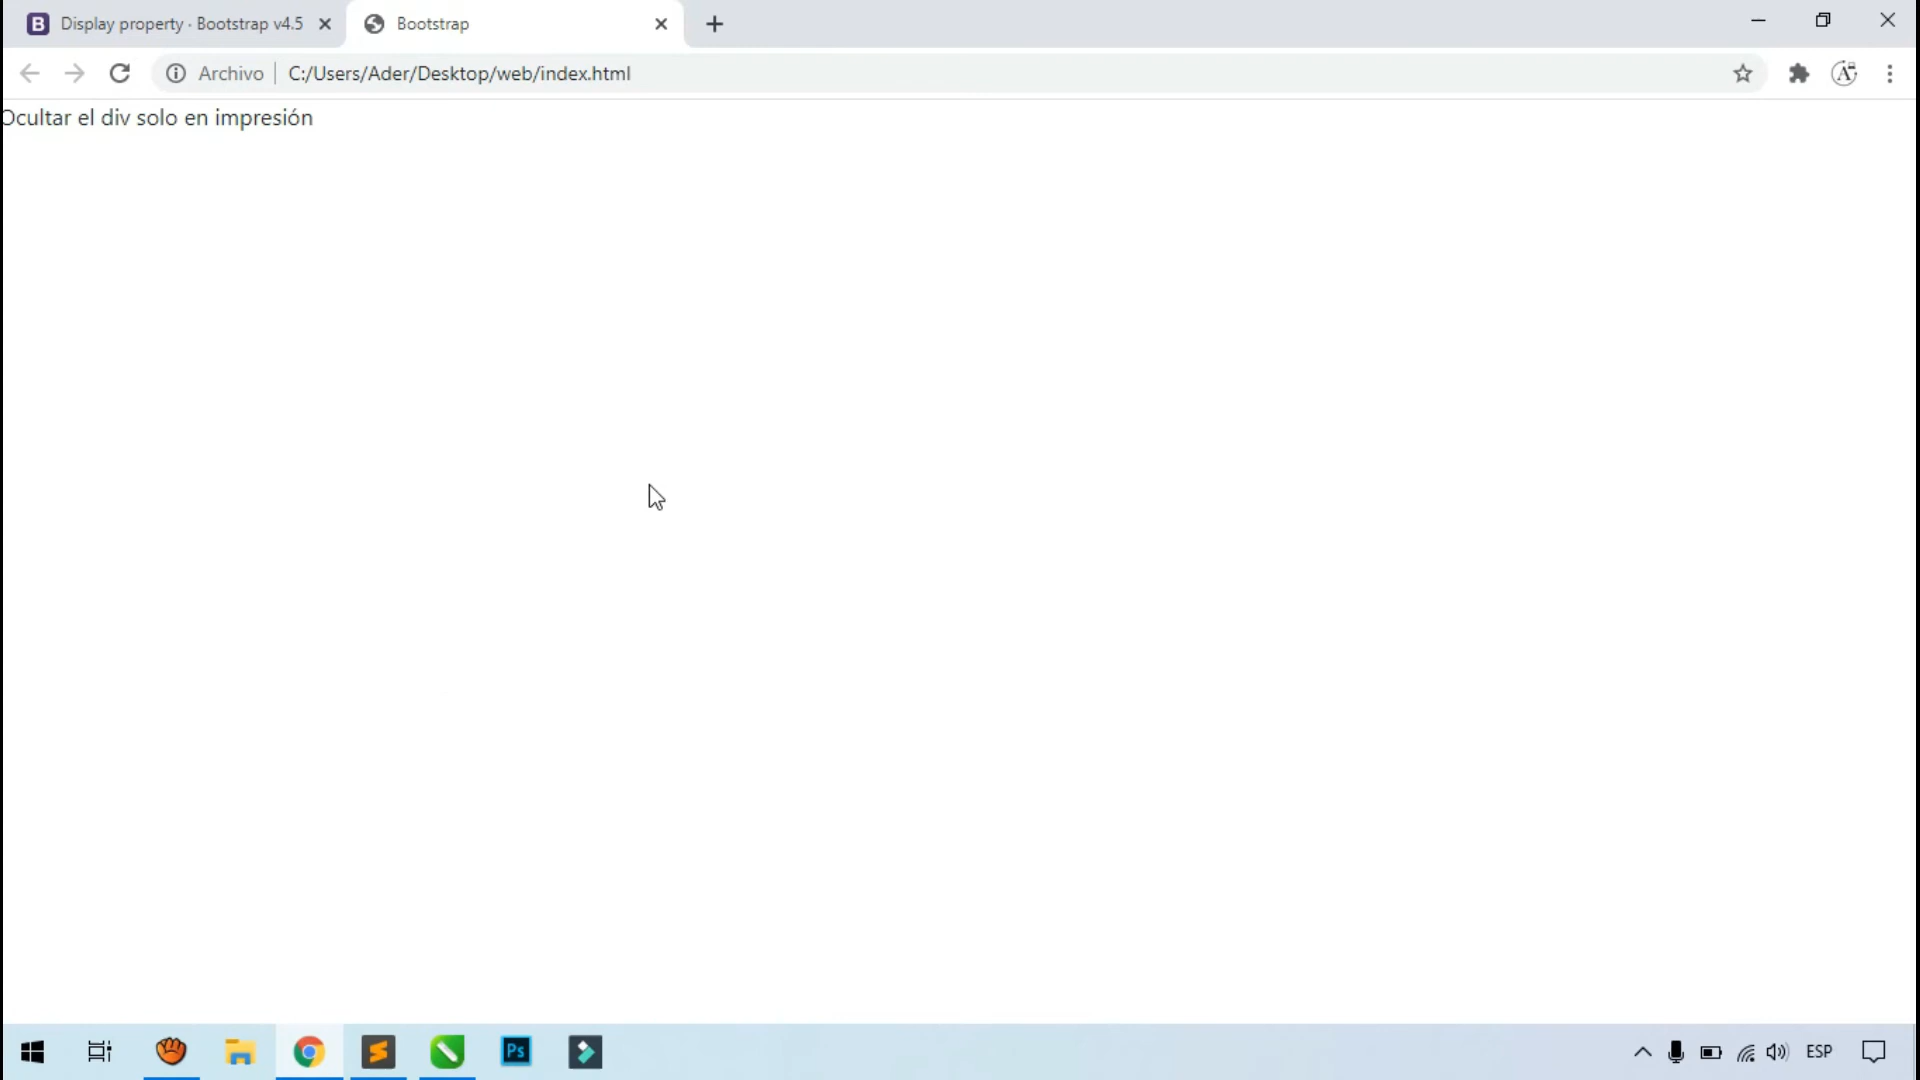 Display property · Bootstrap v4.5
Bootstrap
Archivo
C:/Users/Ader/Desktop/web/index.html
Ocultar el div solo en impresión
Ps
ESP